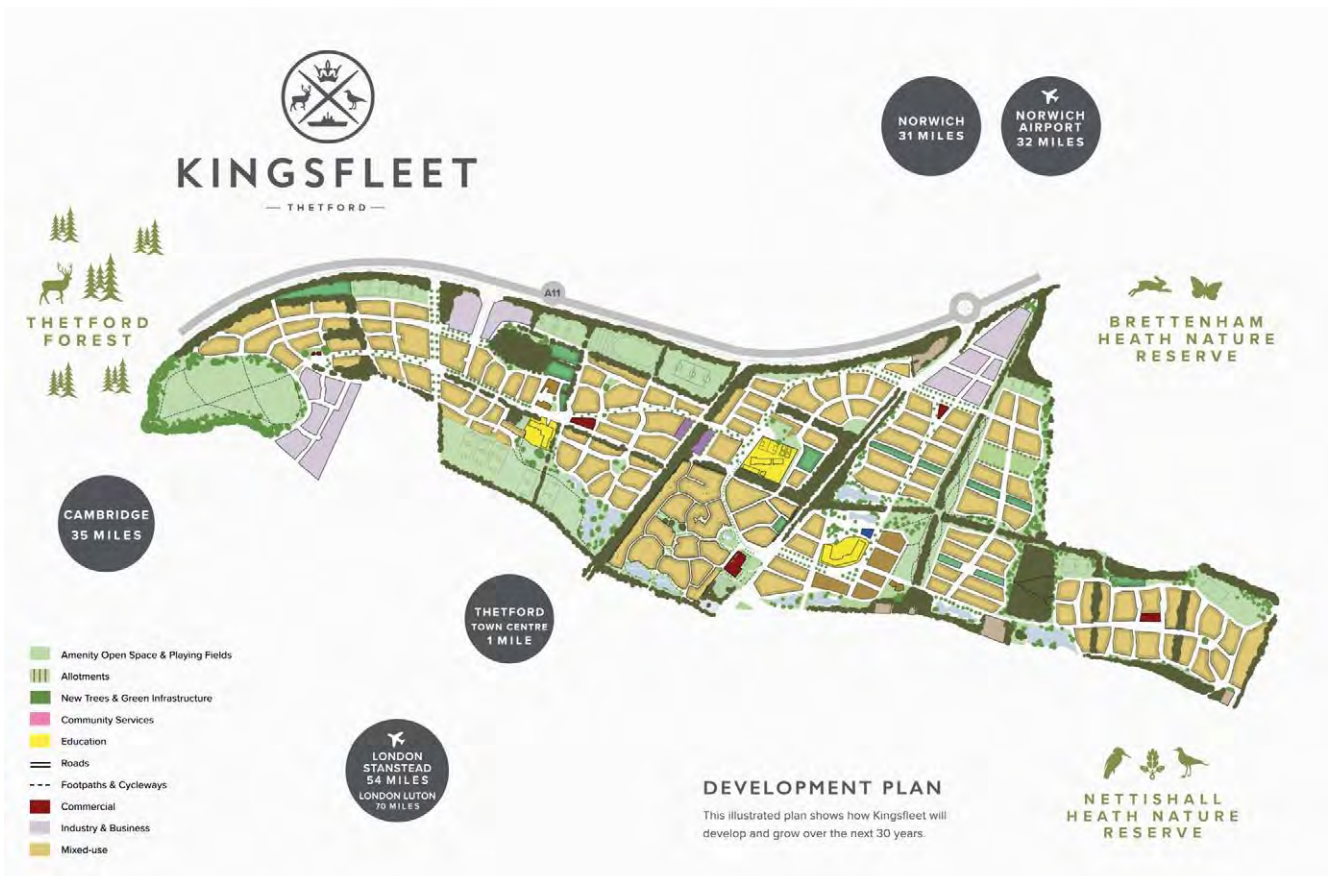 KINGSFLEET
THETFORD
NORWICH
31 MILES
NORWICH
AIRPORT
32 MILES
THETFORD
FOREST
A11
BRETTENHAM
HEATH NATURE
RESERVE
CAMBRIDGE
35 MILES
THETFORD
TOWN CENTRE
1 MILE
Amenity Open Space & Playing Fields
Allotments
New Trees & Green Infrastructure
Community Services
Education
Roads
Footpaths & Cycleways
Commercial
Industry & Business
Mixed-use
LONDON
STANSTEAD
54 MILES
LONDON LUTON
70 MILES
DEVELOPMENT PLAN
This illustrated plan shows how Kingsfleet will
develop and grow over the next 30 years.
NETTISHALL
HEATH NATURE
RESERVE